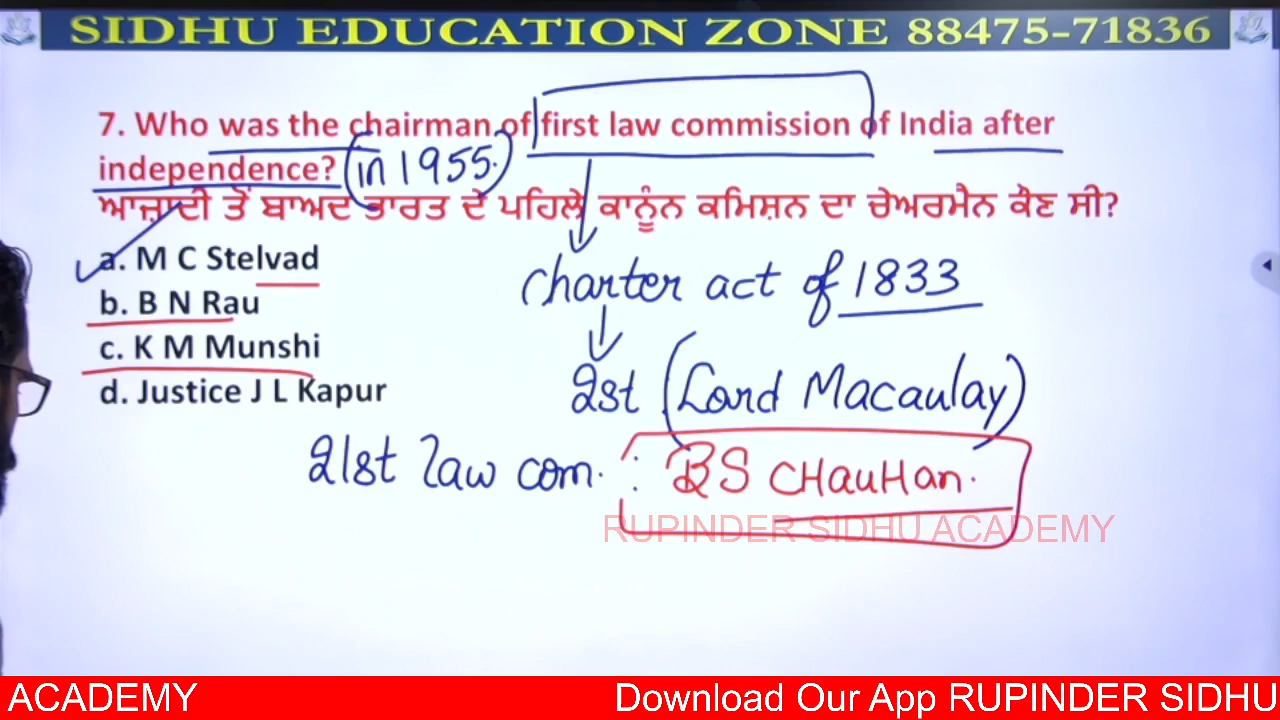 SIDHU EDUCATION ZONE 88475-71836
7. Who was the chairman of first law commission of India after
independence? (in 1955.)
ਆਜ਼ਾਦੀ ਤੋਂ ਬਾਅਦ ਭਾਰਤ ਦੇ ਪਹਿਲੇ ਕਾਨੂੰਨ ਕਮਿਸ਼ਨ ਦਾ ਚੇਅਰਮੈਨ ਕੌਣ ਸੀ?
a. M C Stelvad
b. B N Rau
c. K M Munshi
d. Justice J L Kapur
charter act of 1833
1st (Lord Macaulay)
21st law com. : BS CHauHan.
RUPINDER SIDHU ACADEMY
ACADEMY
Download Our App RUPINDER SIDHU